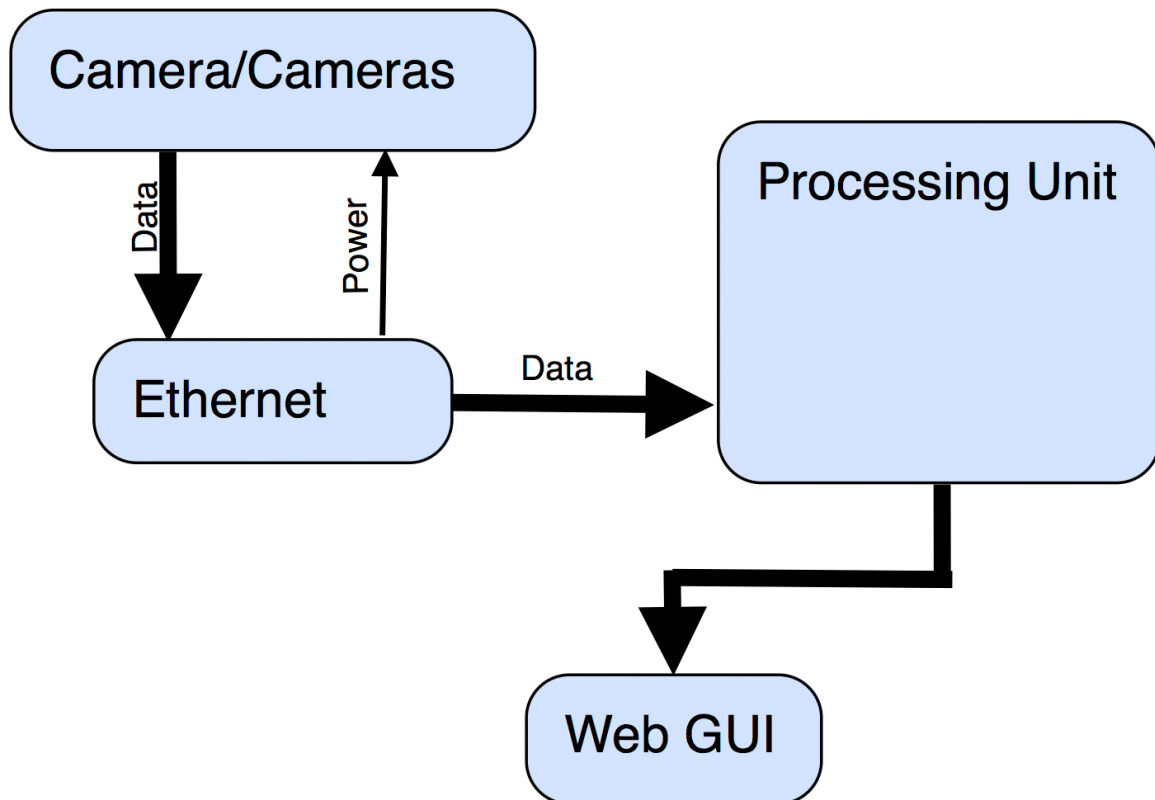 Camera/Cameras
Processing Unit
Data
Power
Data
Ethernet
Web GUI